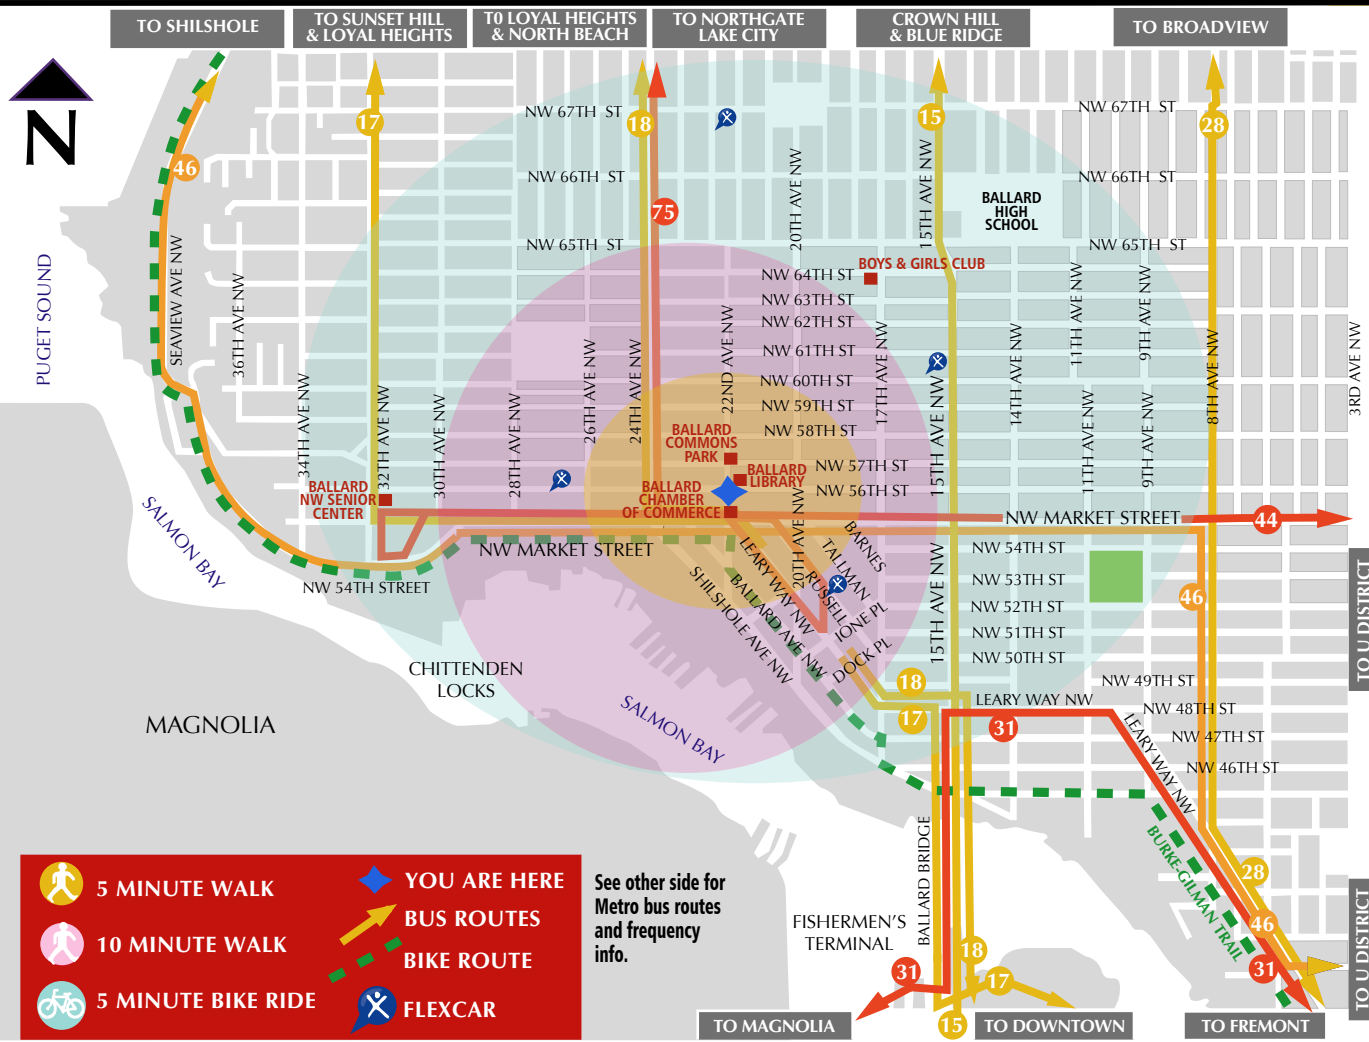 TO SHILSHOLE
TO SUNSET HILL
& LOYAL HEIGHTS
T0 LOYAL HEIGHTS
& NORTH BEACH
TO NORTHGATE
LAKE CITY
CROWN HILL
& BLUE RIDGE
TO BROADVIEW
N
17
18
15
28
46
75
NW 67TH ST
NW 67TH ST
NW 66TH ST
NW 66TH ST
NW 65TH ST
NW 65TH ST
20TH AVE NW
15TH AVE NW
BALLARD
HIGH
SCHOOL
BOYS & GIRLS CLUB
NW 64TH ST
NW 63TH ST
NW 62TH ST
NW 61TH ST
NW 60TH ST
NW 59TH ST
NW 58TH ST
NW 57TH ST
NW 56TH ST
PUGET SOUND
SEAVIEW AVE NW
36TH AVE NW
34TH AVE NW
32TH AVE NW
30TH AVE NW
28TH AVE NW
26TH AVE NW
24TH AVE NW
22ND AVE NW
17TH AVE NW
15TH AVE NW
14TH AVE NW
11TH AVE NW
11TH AVE NW
9TH AVE NW
9TH AVE NW
8TH AVE NW
3RD AVE NW
BALLARD
COMMONS
PARK
BALLARD
LIBRARY
BALLARD
CHAMBER
OF COMMERCE
BALLARD
NW SENIOR
CENTER
NW MARKET STREET
44
NW MARKET STREET
NW 54TH STREET
SALMON BAY
20TH AVE NW
BARNES
TALLMAN
RUSSELL
IONE PL
DOCK PL
LEARY WAY NW
BALLARD AVE NW
SHILSHOLE AVE NW
15TH AVE NW
NW 54TH ST
NW 53TH ST
NW 52TH ST
NW 51TH ST
NW 50TH ST
46
TO U DISTRICT
CHITTENDEN
LOCKS
MAGNOLIA
SALMON BAY
18
17
LEARY WAY NW
31
NW 49TH ST
NW 48TH ST
NW 47TH ST
NW 46TH ST
LEARY WAY NW
BURKE-GILMAN TRAIL
BALLARD BRIDGE
FISHERMEN'S
TERMINAL
28
46
31
TO U DISTRICT
18
31
17
15
TO MAGNOLIA
TO DOWNTOWN
TO FREMONT
5 MINUTE WALK
10 MINUTE WALK
5 MINUTE BIKE RIDE
YOU ARE HERE
BUS ROUTES
BIKE ROUTE
FLEXCAR
See other side for
Metro bus routes
and frequency
info.